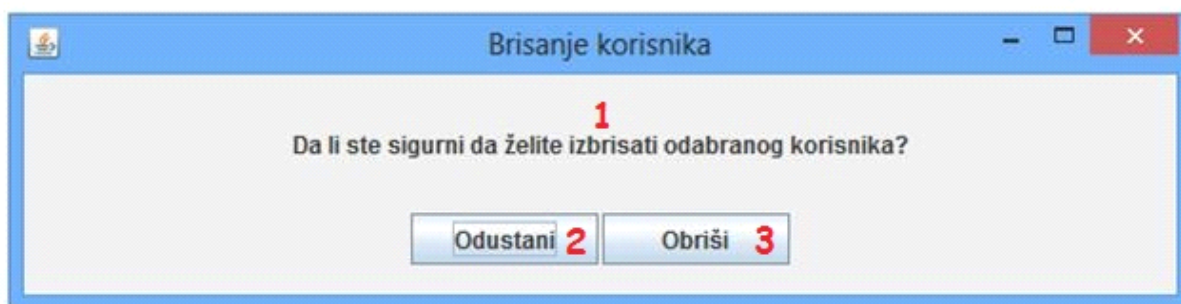 Brisanje korisnika
1
Da li ste sigurni da želite izbrisati odabranog korisnika?
Odustani 2 Obriši 3